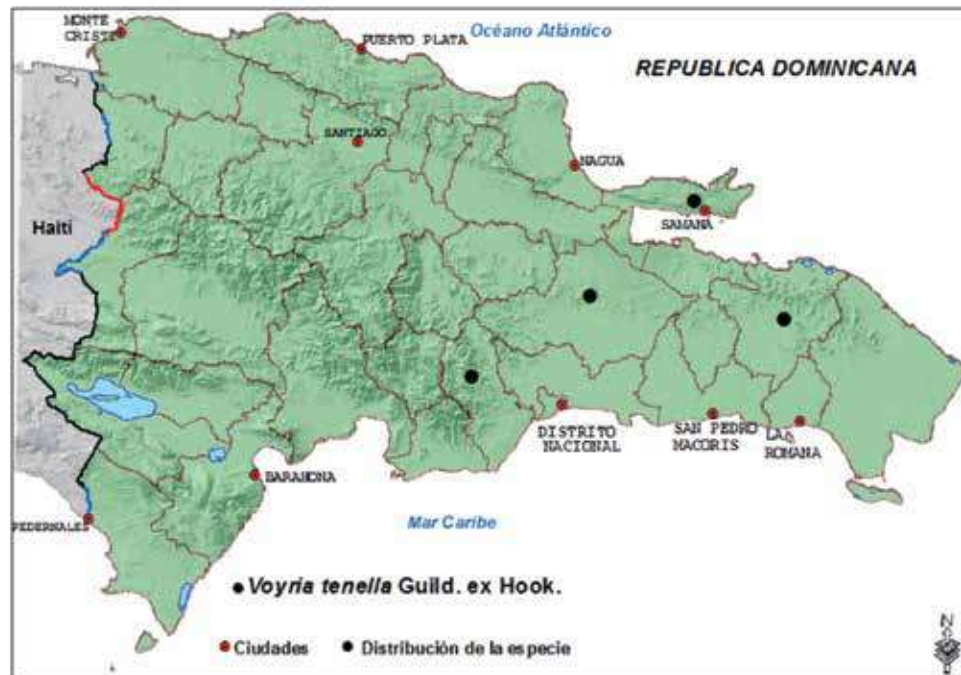 MONTE
CRISTI
PUERTO PLATA
Océano Atlántico
REPUBLICA DOMINICANA
SANTIAGO
NAGUA
Haití
SAMANA
DISTRITO
NACIONAL
SAN PEDRO
MACORIS
LA
ROMANA
BARAHONA
PEDERNALES
Mar Caribe
Voyria tenella Guild. ex Hook.
Ciudades
Distribución de la especie
N